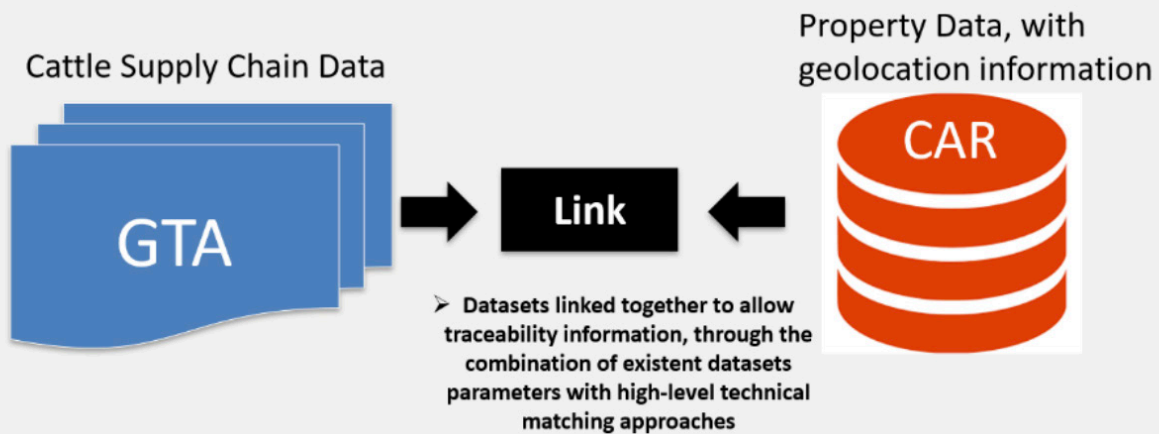 Cattle Supply Chain Data
GTA
Link
➢ Datasets linked together to allow
traceability information, through the
combination of existent datasets
parameters with high-level technical
matching approaches
Property Data, with
geolocation information
CAR